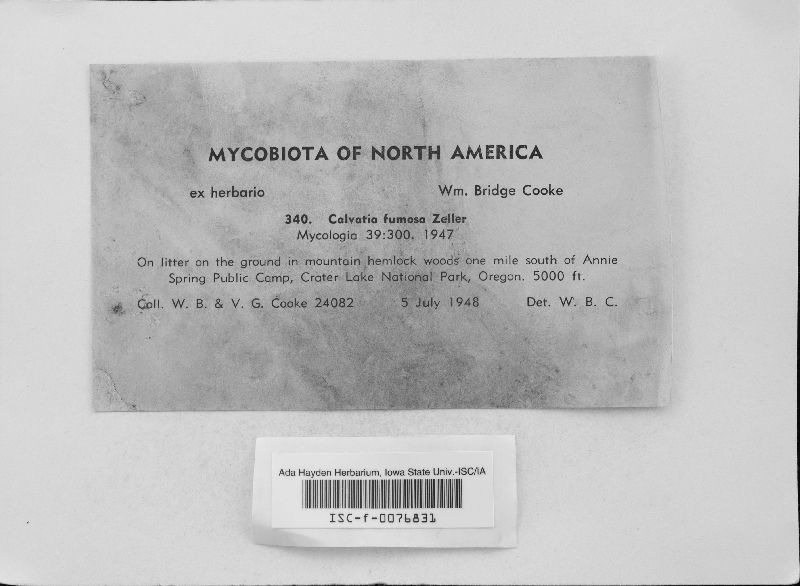 MYCOBIOTA OF NORTH AMERICA
ex herbario Wm. Bridge Cooke
340. Calvatia fumosa Zeller
Mycologia 39:300. 1947
On litter on the ground in mountain hemlock woods one mile south of Annie
Spring Public Camp, Crater Lake National Park, Oregon. 5000 ft.
Coll. W. B. & V. G. Cooke 24082 5 July 1948 Det. W. B. C.
Ada Hayden Herbarium, Iowa State Univ.-ISC/IA
ISC-f-0076831